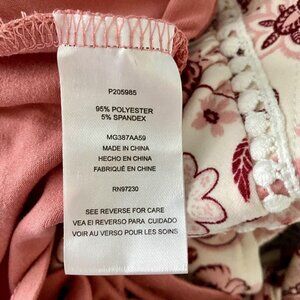 P205985
95% POLYESTER
5% SPANDEX
MG387AA59
MADE IN CHINA
HECHO EN CHINA
FABRIQUÉ EN CHINE
RN97230
SEE REVERSE FOR CARE
VEA EI REVERSO PARA CUIDADO
VOIR AU VERSO POUR LES SOINS